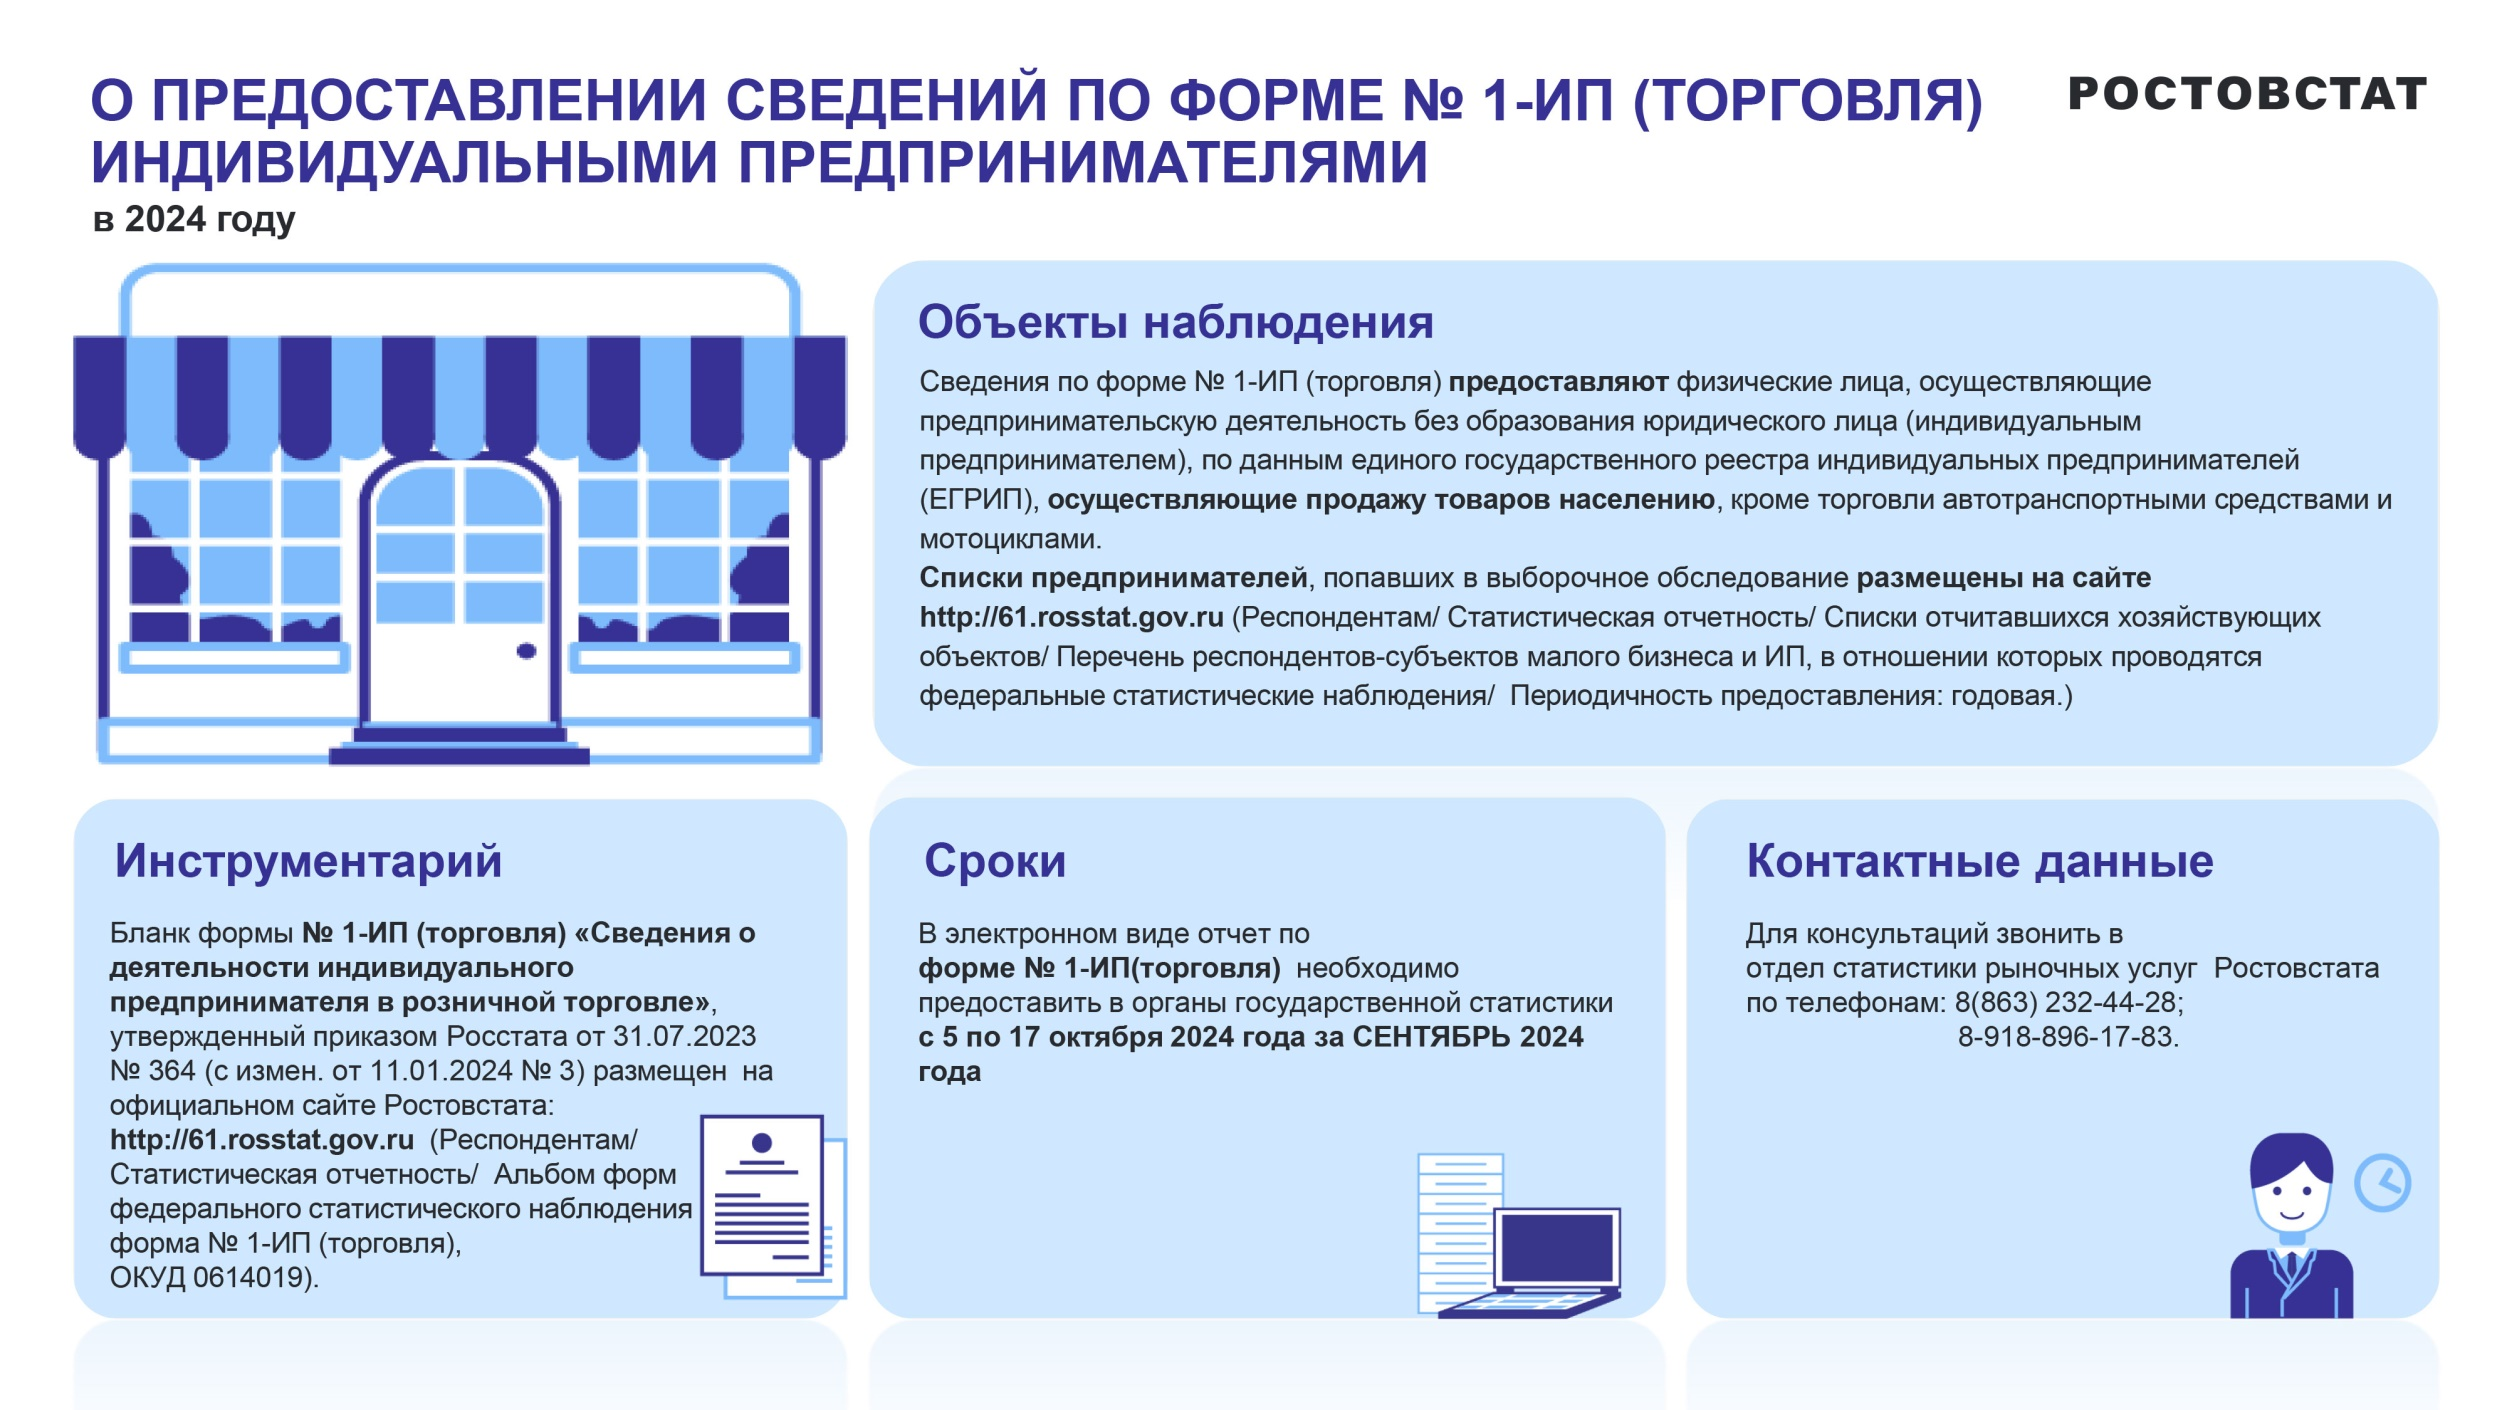 О ПРЕДОСТАВЛЕНИИ СВЕДЕНИЙ ПО ФОРМЕ № 1-ИП (ТОРГОВЛЯ)
ИНДИВИДУАЛЬНЫМИ ПРЕДПРИНИМАТЕЛЯМИ
в 2024 году
РОСТОВСТАТ
Объекты наблюдения
Сведения по форме № 1-ИП (торговля) предоставляют физические лица, осуществляющие
предпринимательскую деятельность без образования юридического лица (индивидуальным
предпринимателем), по данным единого государственного реестра индивидуальных предпринимателей
(ЕГРИП), осуществляющие продажу товаров населению, кроме торговли автотранспортными средствами и
мотоциклами.
Списки предпринимателей, попавших в выборочное обследование размещены на сайте
http://61.rosstat.gov.ru (Респондентам/ Статистическая отчетность/ Списки отчитавшихся хозяйствующих
объектов/ Перечень респондентов-субъектов малого бизнеса и ИП, в отношении которых проводятся
федеральные статистические наблюдения/  Периодичность предоставления: годовая.)
Инструментарий
Бланк формы № 1-ИП (торговля) «Сведения о
деятельности индивидуального
предпринимателя в розничной торговле»,
утвержденный приказом Росстата от 31.07.2023
№ 364 (с измен. от 11.01.2024 № 3) размещен  на
официальном сайте Ростовстата:
http://61.rosstat.gov.ru  (Респондентам/
Статистическая отчетность/  Альбом форм
федерального статистического наблюдения
форма № 1-ИП (торговля),
ОКУД 0614019).
Сроки
В электронном виде отчет по
форме № 1-ИП(торговля)  необходимо
предоставить в органы государственной статистики
с 5 по 17 октября 2024 года за СЕНТЯБРЬ 2024
года
Контактные данные
Для консультаций звонить в
отдел статистики рыночных услуг  Ростовстата
по телефонам: 8(863) 232-44-28;
8-918-896-17-83.